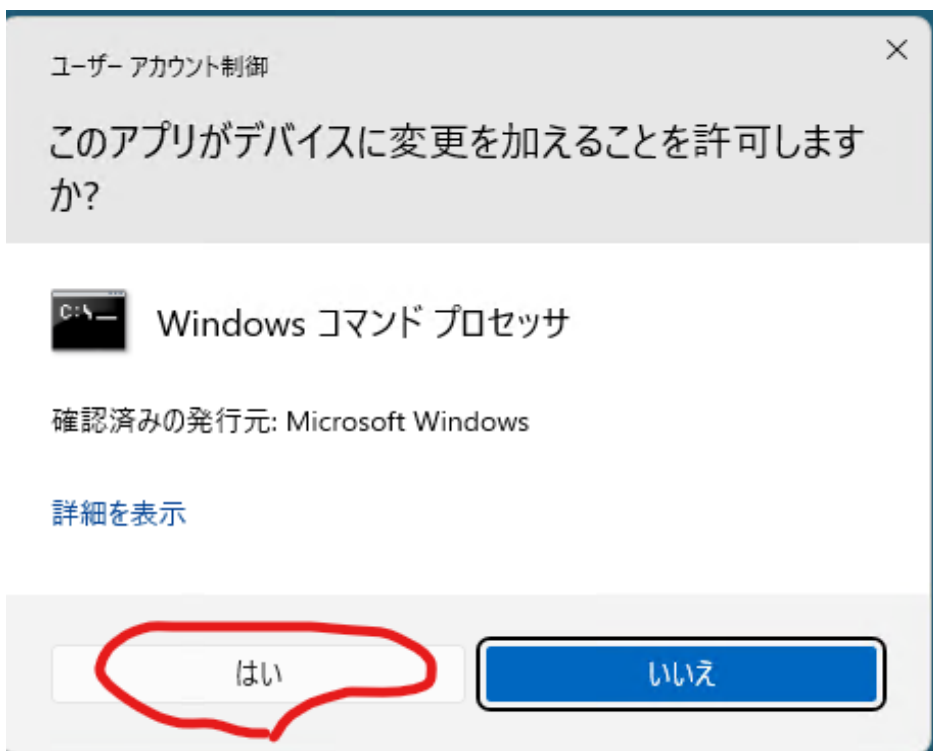 ユーザー アカウント制御
このアプリがデバイスに変更を加えることを許可します
か?
C:\_
Windows コマンド プロセッサ
確認済みの発行元: Microsoft Windows
詳細を表示
はい
いいえ